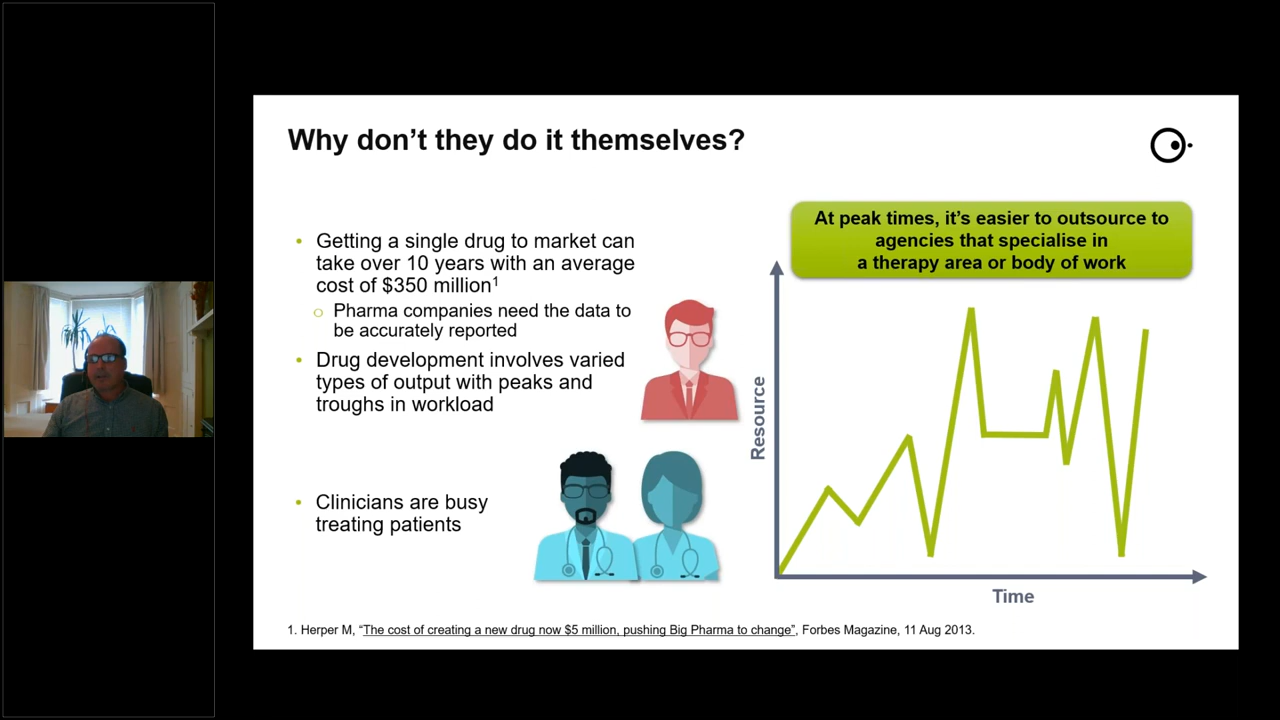 Why don’t they do it themselves?
At peak times, it’s easier to outsource to
agencies that specialise in
a therapy area or body of work
• Getting a single drug to market can
take over 10 years with an average
cost of $350 million¹
o Pharma companies need the data to
be accurately reported
• Drug development involves varied
types of output with peaks and
troughs in workload
• Clinicians are busy
treating patients
Resource
Time
1. Herper M, “The cost of creating a new drug now $5 million, pushing Big Pharma to change”, Forbes Magazine, 11 Aug 2013.